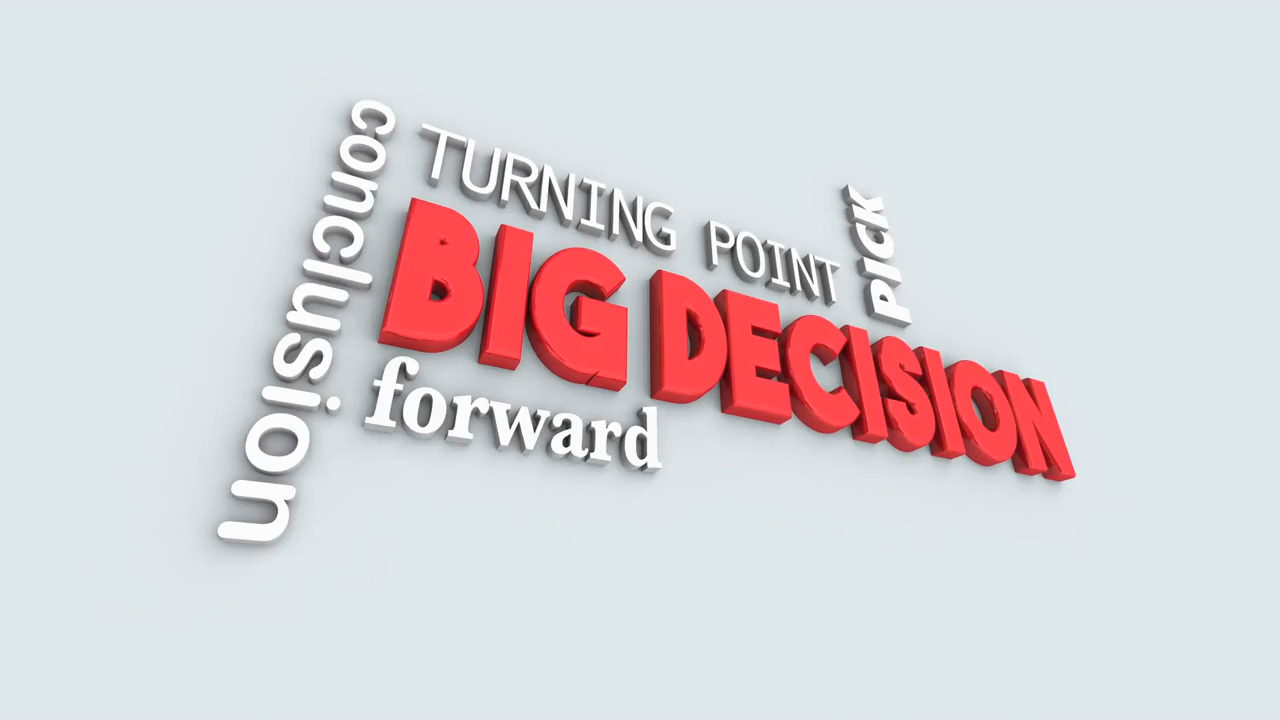 conclusion
TURNING POINT
PICK
BIG DECISION
forward